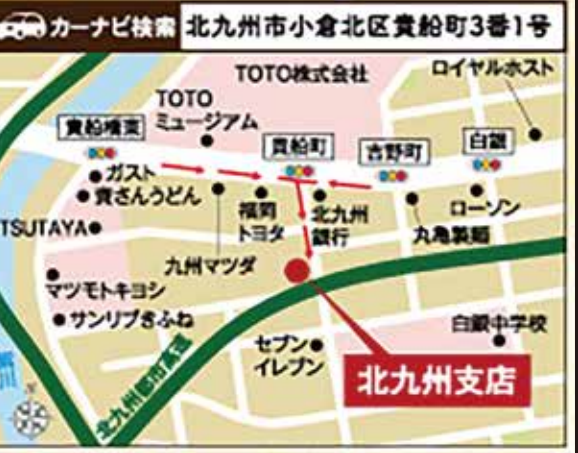 カーナビ検索 北九州市小倉北区貴船町3番1号
TOTO株式会社
ロイヤルホスト
TOTO
ミュージアム
貴船橋東
貴船町
吉野町
白銀
ガスト
資さんうどん
福岡
トヨタ
北九州
銀行
丸亀製麺
ローソン
TSUTAYA
九州マツダ
マツモトキヨシ
サンリブきふね
北九州都市高速
セブン
イレブン
白銀中学校
北九州支店